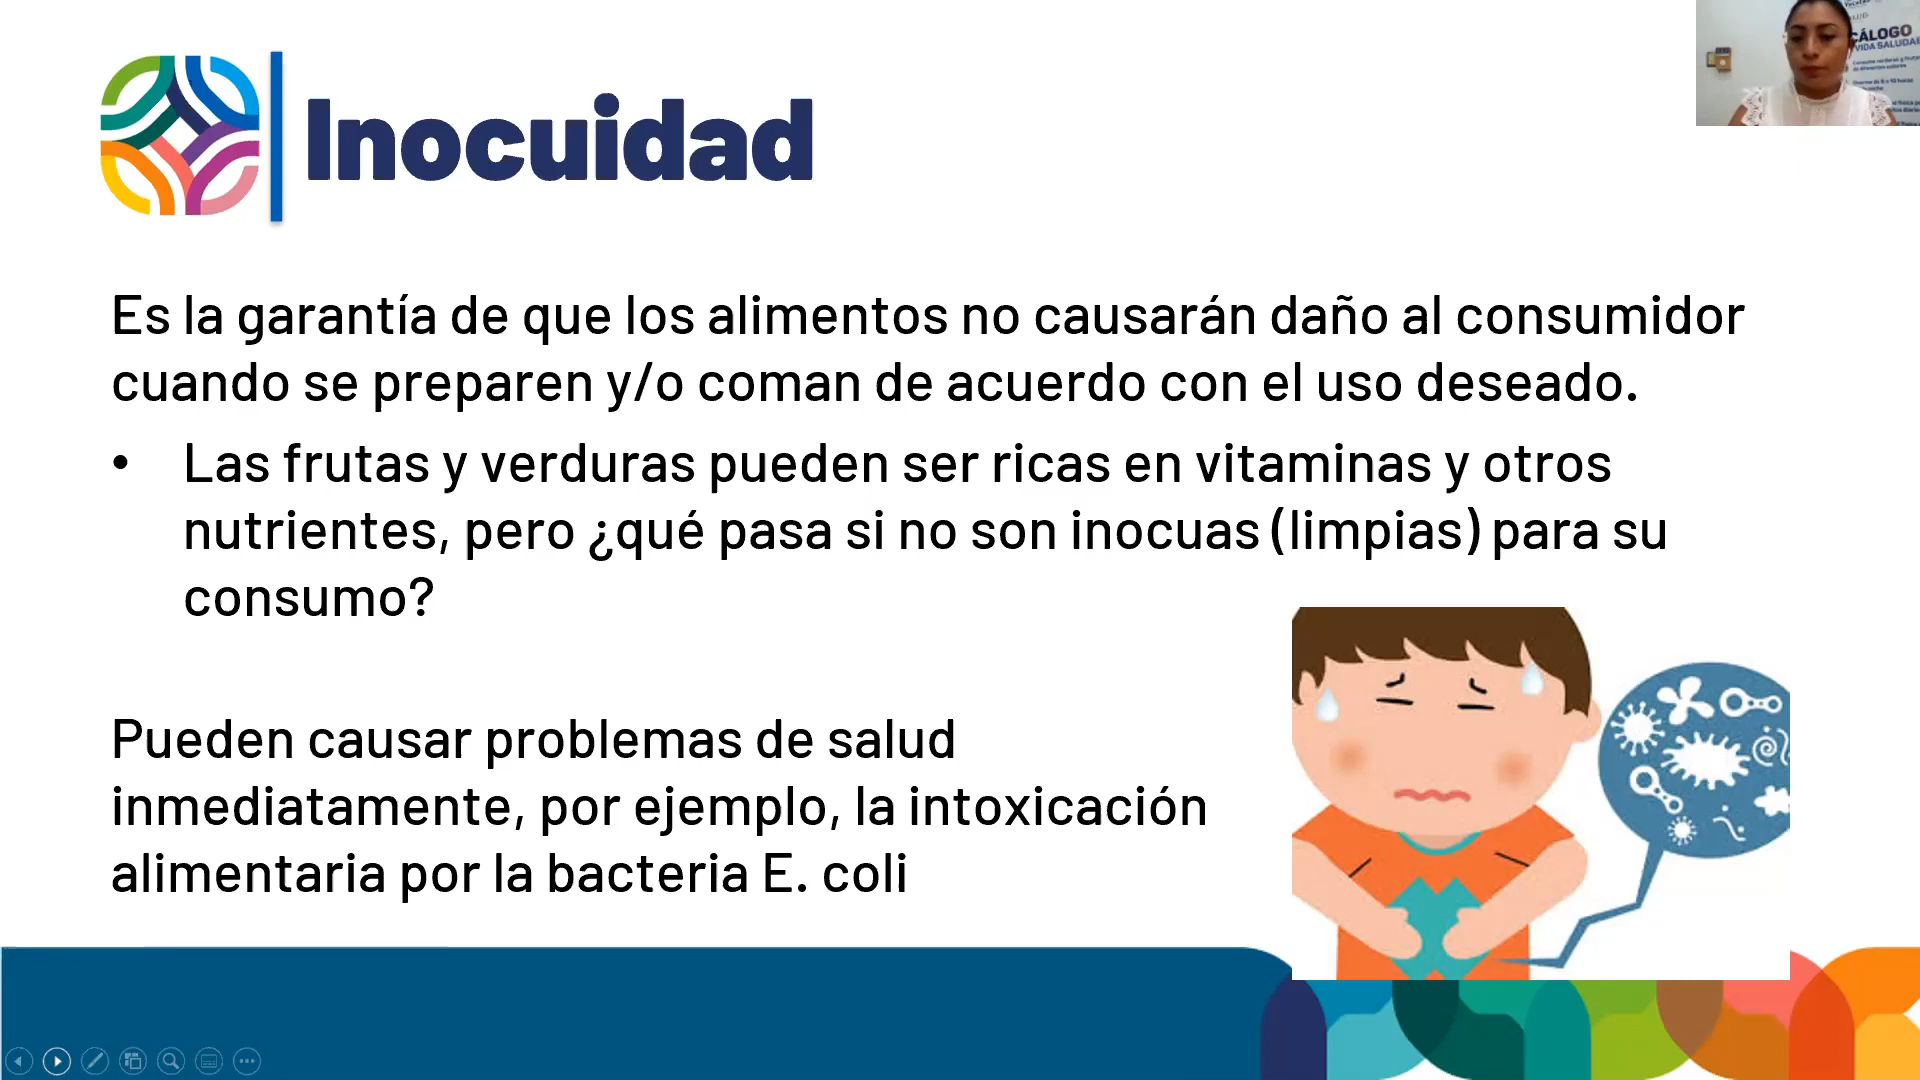 Inocuidad
Es la garantía de que los alimentos no causarán daño al consumidor
cuando se preparen y/o coman de acuerdo con el uso deseado.
• Las frutas y verduras pueden ser ricas en vitaminas y otros
nutrientes, pero ¿qué pasa si no son inocuas (limpias) para su
consumo?
Pueden causar problemas de salud
inmediatamente, por ejemplo, la intoxicación
alimentaria por la bacteria E. coli
CÁLOGO
VIDA SALUDA